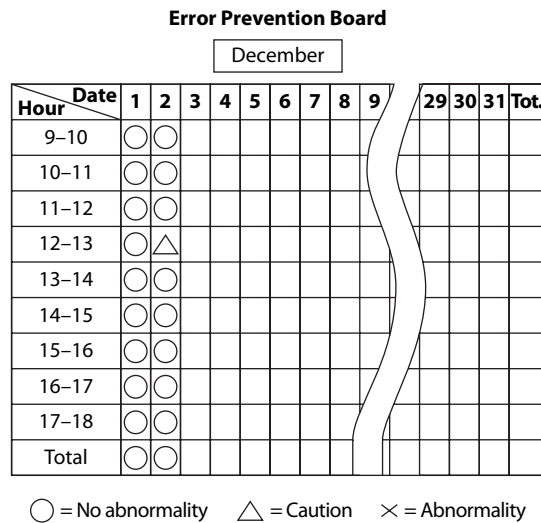 Error Prevention Board
December
Hour Date 1 2 3 4 5 6 7 8 9 29 30 31 Tot.
9–10
10–11
11–12
12–13
13–14
14–15
15–16
16–17
17–18
Total
= No abnormality = Caution = Abnormality